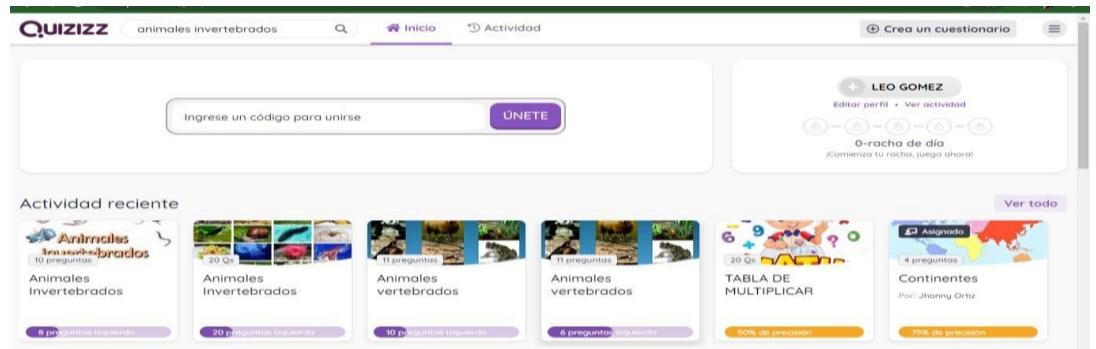 QUIZIZZ
animales invertebrados
Inicio
Actividad
Crea un cuestionario
Ingrese un código para unirse
ÚNETE
LEO GOMEZ
Editar perfil • Ver actividad
0-racha de día
¡Comienza tu racha, juega ahora!
Actividad reciente
Ver todo
Animales
Invertebrados
10 preguntas
Animales
Invertebrados
8 preguntas izquierda
20 Qs
Animales
Invertebrados
20 preguntas izquierda
11 preguntas
Animales
vertebrados
10 preguntas izquierda
11 preguntas
Animales
vertebrados
6 preguntas izquierda
20 Qs
TABLA DE
MULTIPLICAR
50% de precisión
Asignado
4 preguntas
Continentes
Por: Jhonny Ortiz
75% de precisión